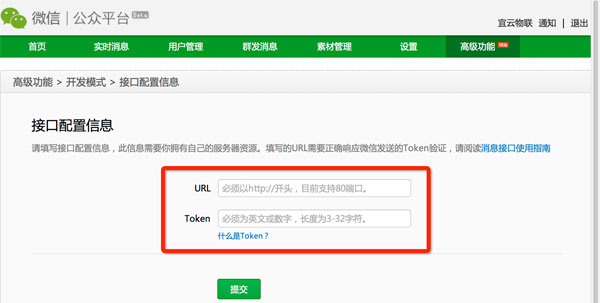 微信 | 公众平台 Beta
宜云物联 通知 | 退出
首页 实时消息 用户管理 群发消息 素材管理 设置 高级功能
高级功能 > 开发模式 > 接口配置信息
接口配置信息
请填写接口配置信息，此信息需要你拥有自己的服务器资源。填写的URL需要正确响应微信发送的Token验证，请阅读消息接口使用指南
URL 必须以http://开头，目前支持80端口。
Token 必须为英文或数字，长度为3-32字符。
什么是Token？
提交